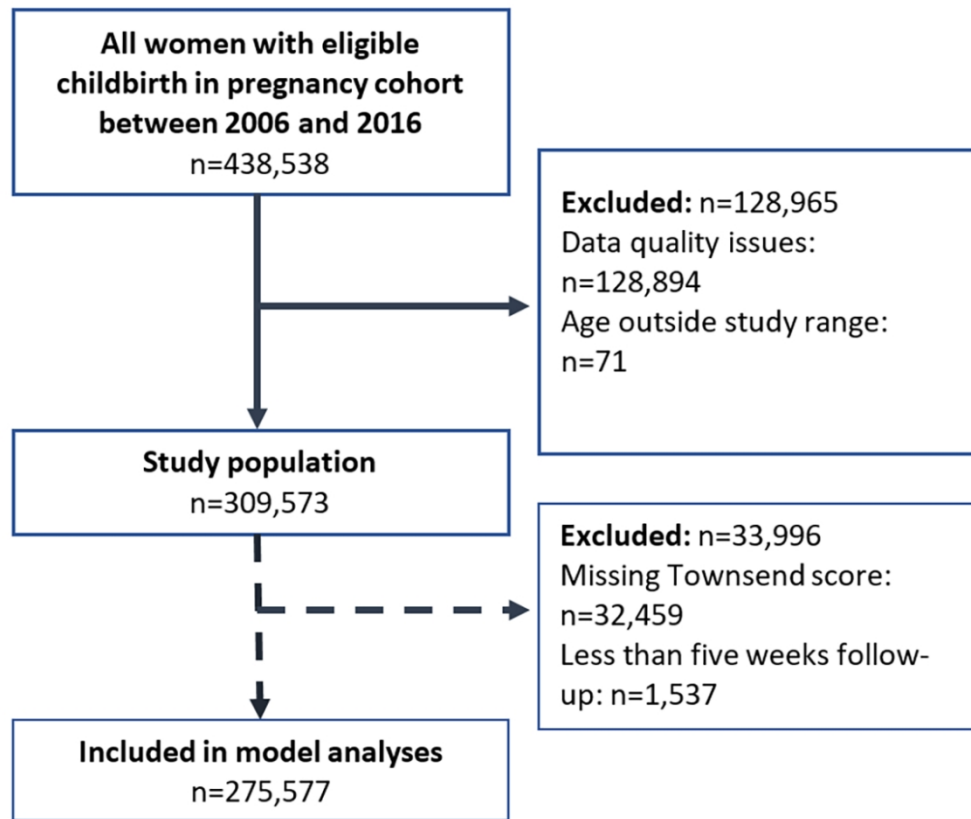 All women with eligible
childbirth in pregnancy cohort
between 2006 and 2016
n=438,538
Excluded: n=128,965
Data quality issues:
n=128,894
Age outside study range:
n=71
Study population
n=309,573
Excluded: n=33,996
Missing Townsend score:
n=32,459
Less than five weeks follow-
up: n=1,537
Included in model analyses
n=275,577